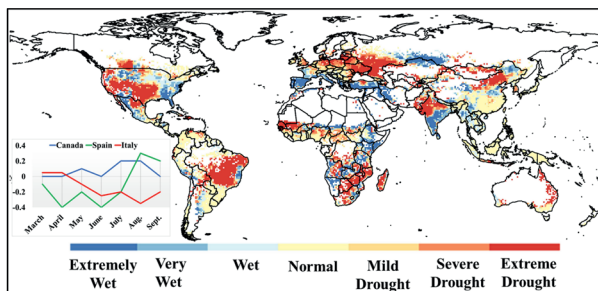 Canada Spain Italy
0.4
0.2
0
-0.2
-0.4
March
April
May
June
July
Aug.
Sept.
Extremely Wet
Very Wet
Wet
Normal
Mild Drought
Severe Drought
Extreme Drought